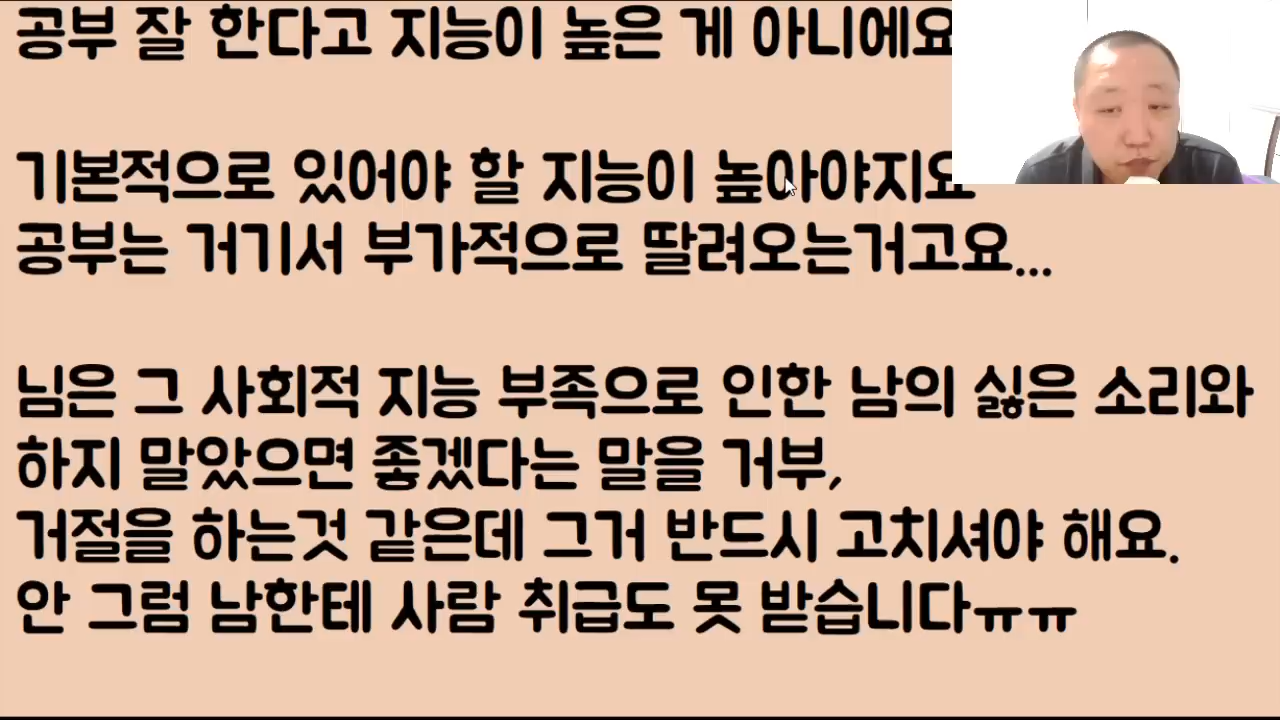 공부 잘 한다고 지능이 높은 게 아니에요
기본적으로 있어야 할 지능이 높아야지요
공부는 거기서 부가적으로 딸려오는거고요...
님은 그 사회적 지능 부족으로 인한 남의 싫은 소리와
하지 말았으면 좋겠다는 말을 거부,
거절을 하는것 같은데 그거 반드시 고치셔야 해요.
안 그럼 남한테 사람 취급도 못 받습니다ㅠㅠ